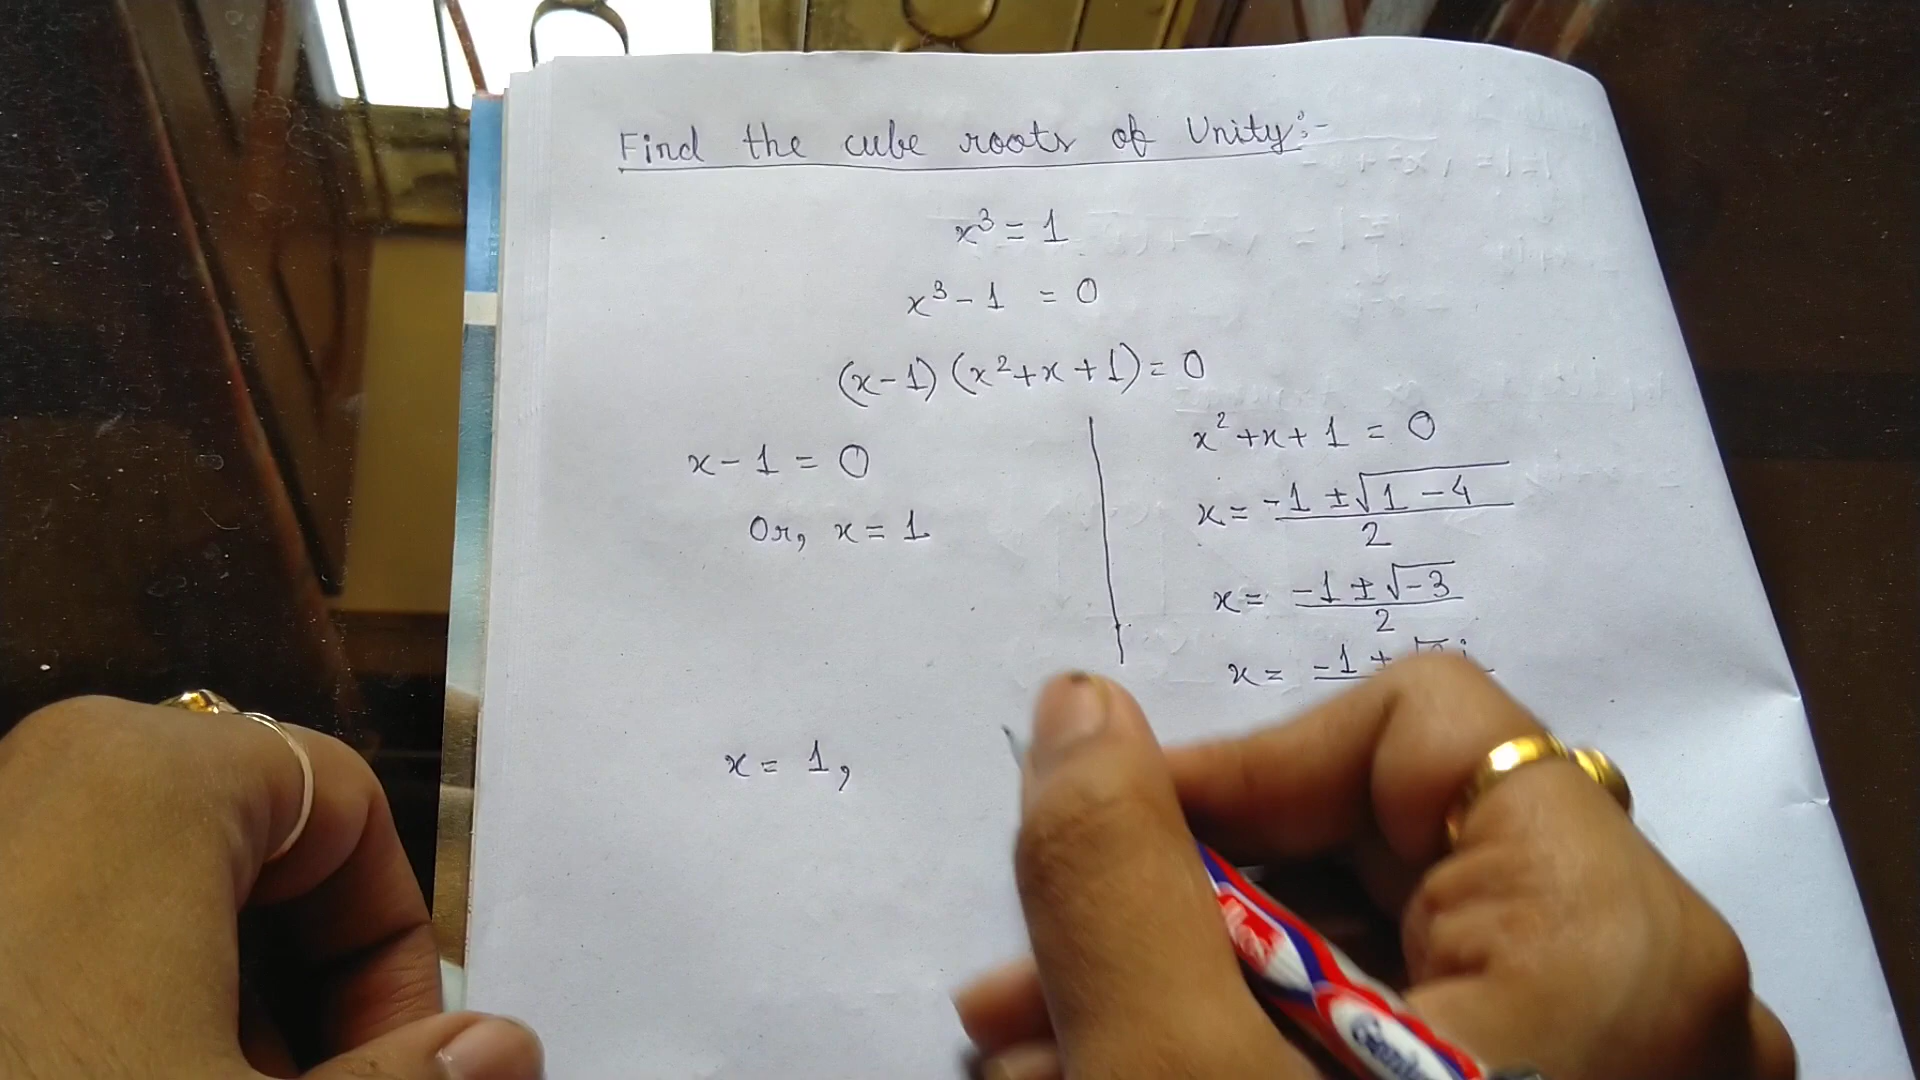 Find the cube roots of Unity:-
x³ = 1
x³ - 1 = 0
(x-1) (x²+x+1) = 0
x - 1 = 0
Or, x = 1
x² + x + 1 = 0
x = (-1 ± √(1 - 4))/2
x = (-1 ± √-3)/2
x = -1 ±
x = 1,